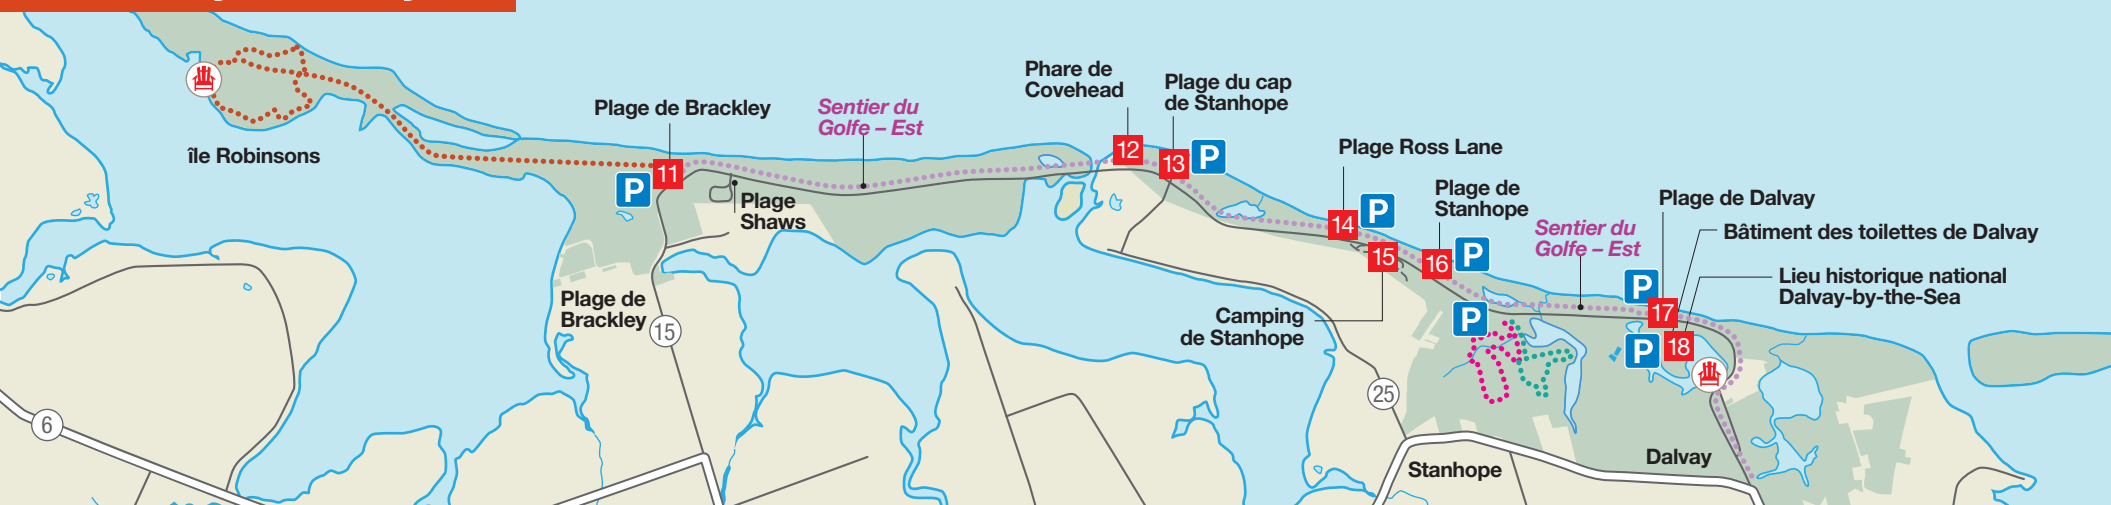 Phare de
Covehead
Plage du cap
de Stanhope
Plage de Brackley
Sentier du
Golfe – Est
île Robinsons
12
13
P
Plage Ross Lane
11
P
Plage
Shaws
Plage de
Stanhope
Plage de Dalvay
14
P
Sentier du
Golfe – Est
Bâtiment des toilettes de Dalvay
15
16
P
Lieu historique national
Dalvay-by-the-Sea
P
17
Plage de
Brackley
15
Camping
de Stanhope
P
P
18
25
6
Stanhope
Dalvay